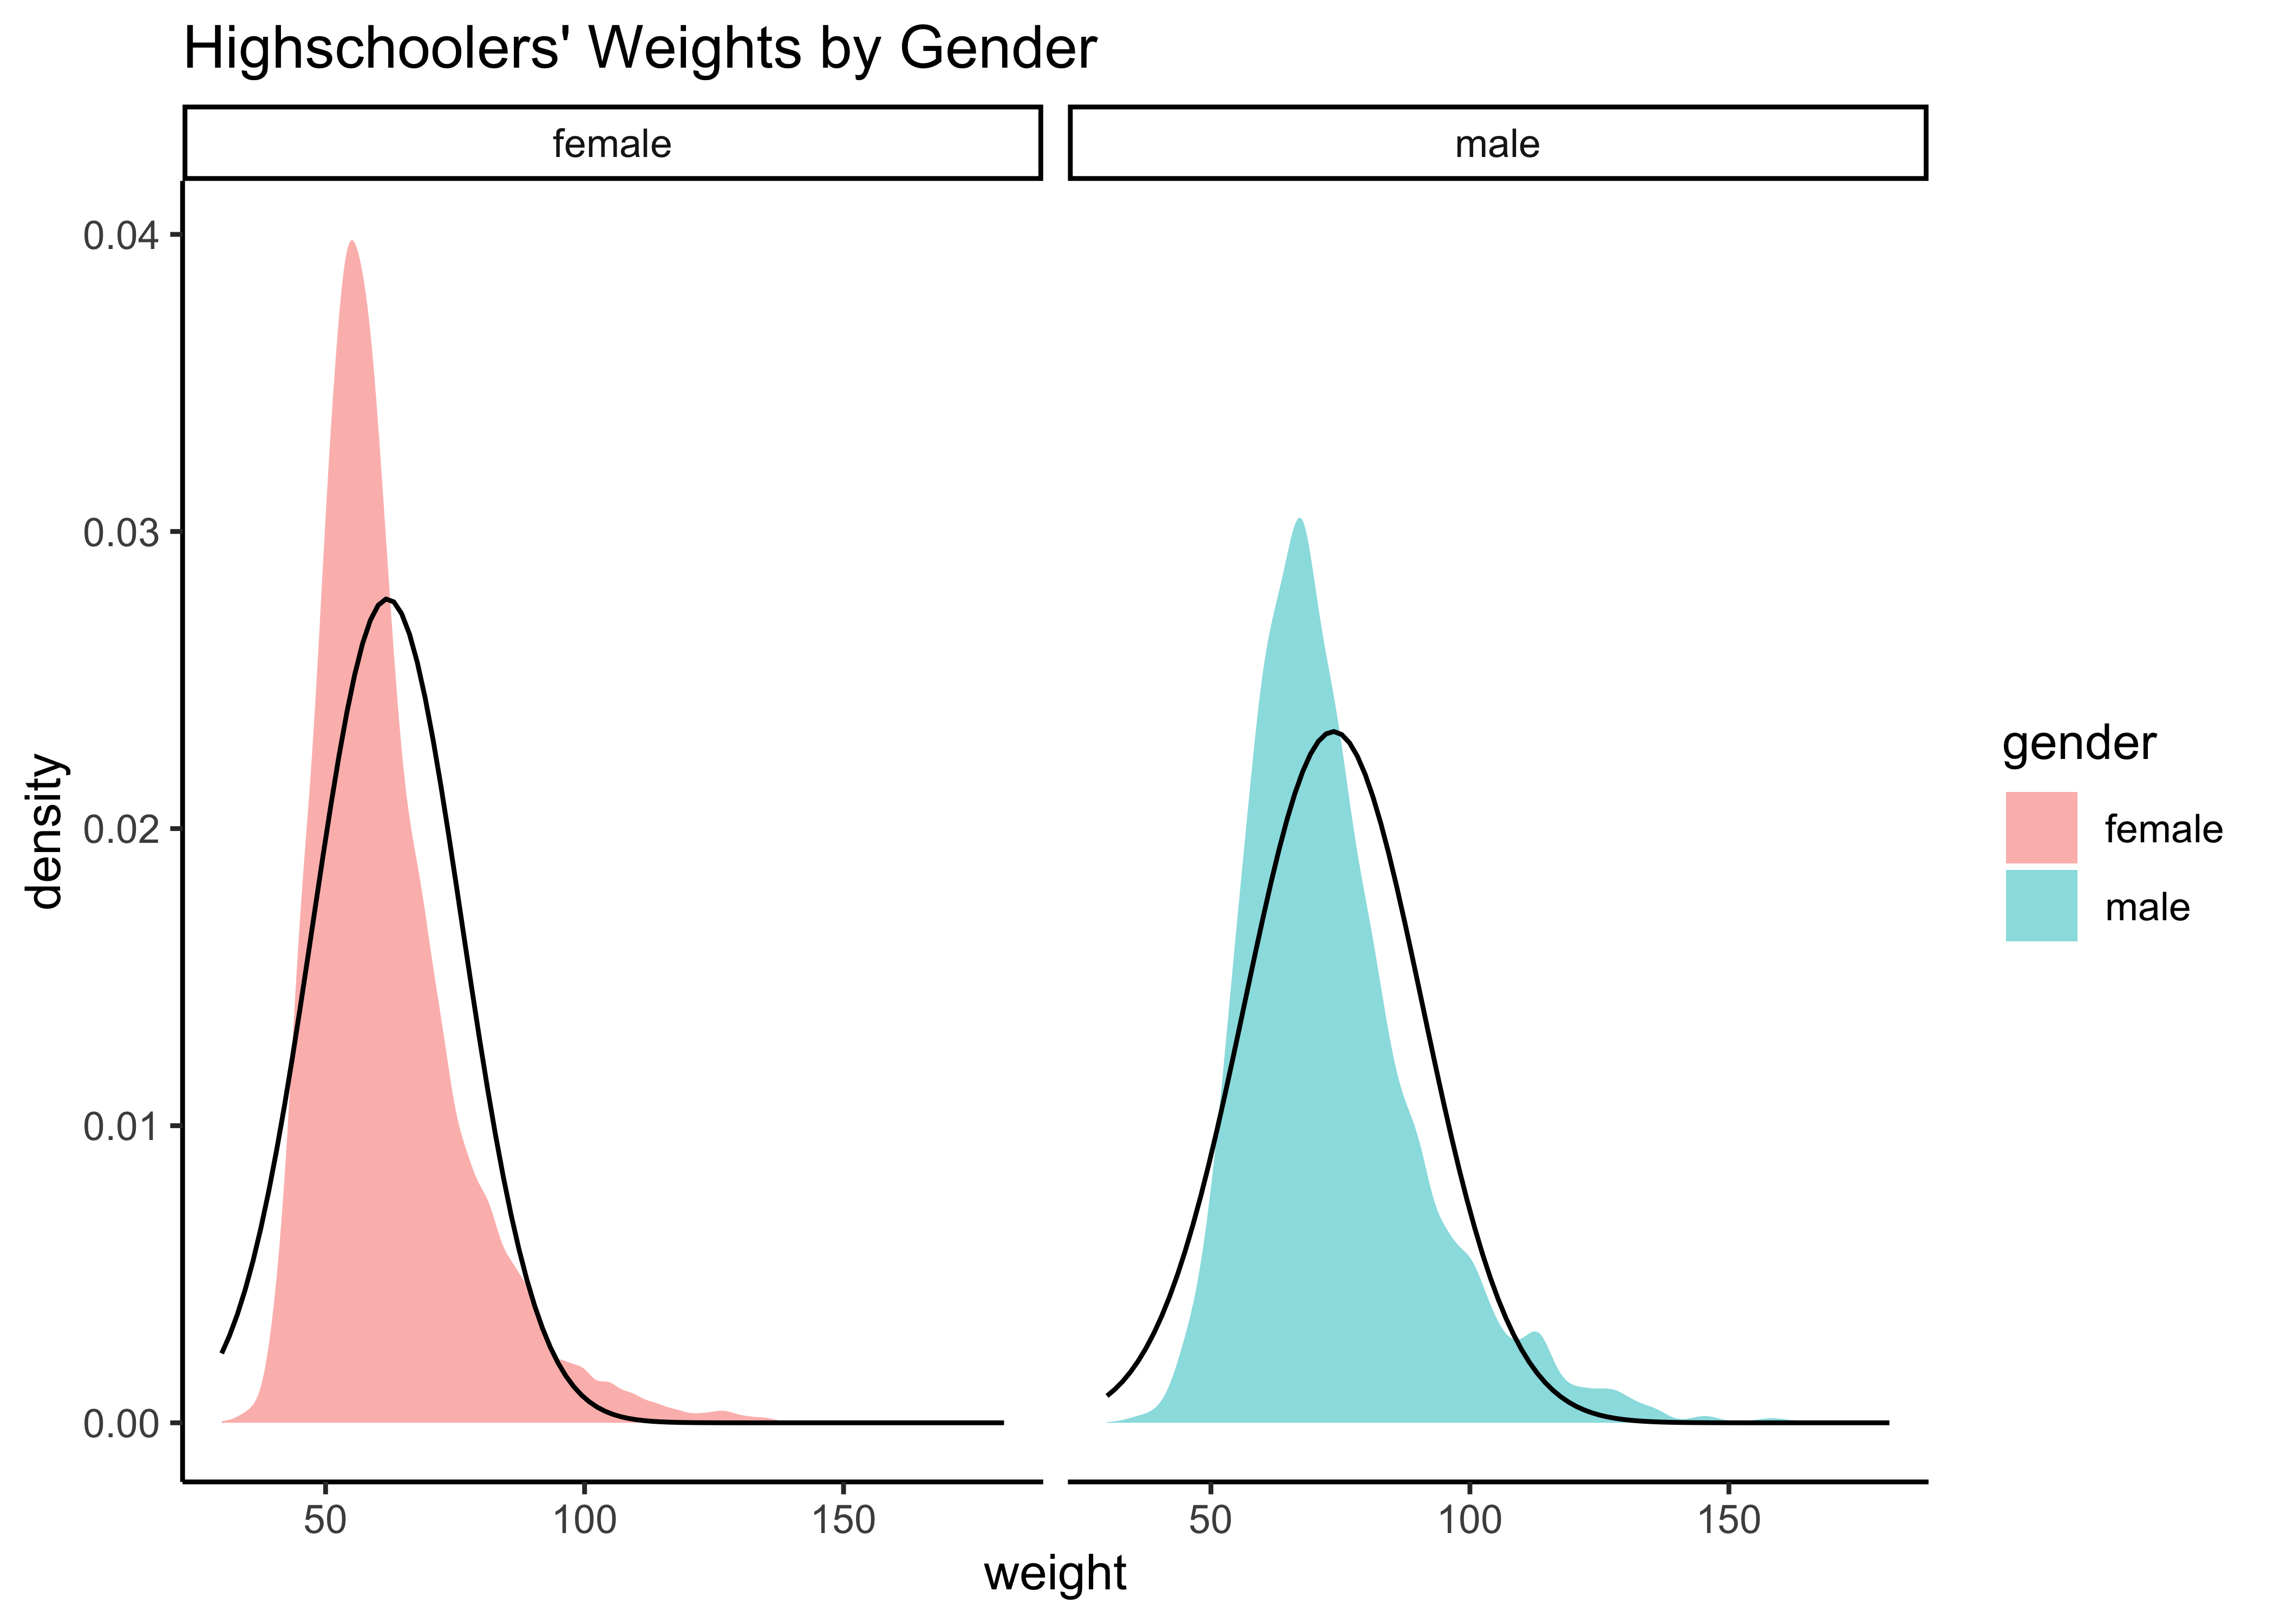 Highschoolers' Weights by Gender
female
male
0.04
0.03
0.02
0.01
0.00
density
50
100
150
50
100
150
weight
gender
female
male